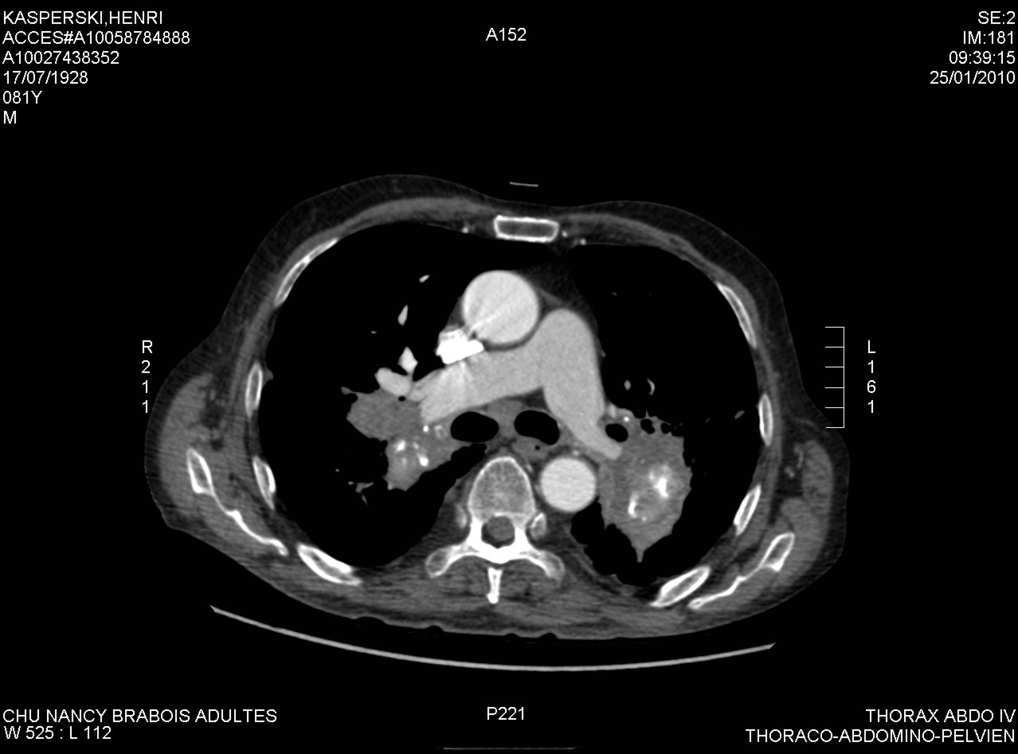 KASPERSKI,HENRI
ACCES#A10058784888
A10027438352
17/07/1928
081Y
M
A152
SE:2
IM:181
09:39:15
25/01/2010
R
2
1
1
L
1
6
1
CHU NANCY BRABOIS ADULTES
W 525 : L 112
P221
THORAX ABDO IV
THORACO-ABDOMINO-PELVIEN